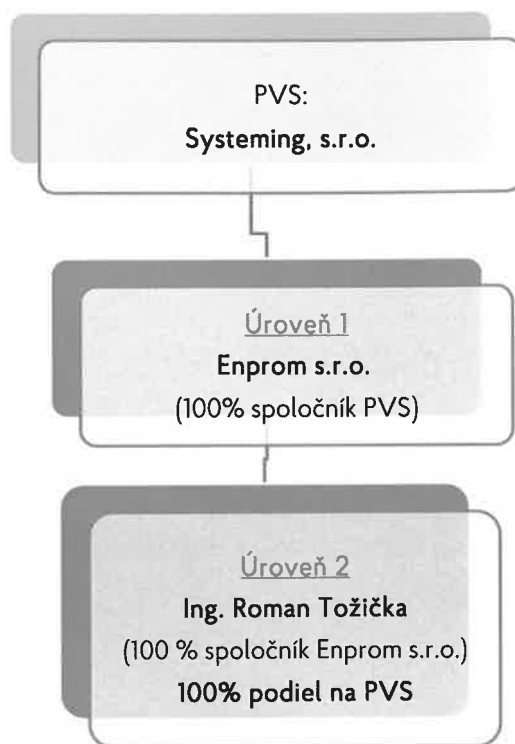 PVS:
Systeming, s.r.o.
Úroveň 1
Enprom s.r.o.
(100% spoločník PVS)
Úroveň 2
Ing. Roman Tožička
(100 % spoločník Enprom s.r.o.)
100% podiel na PVS